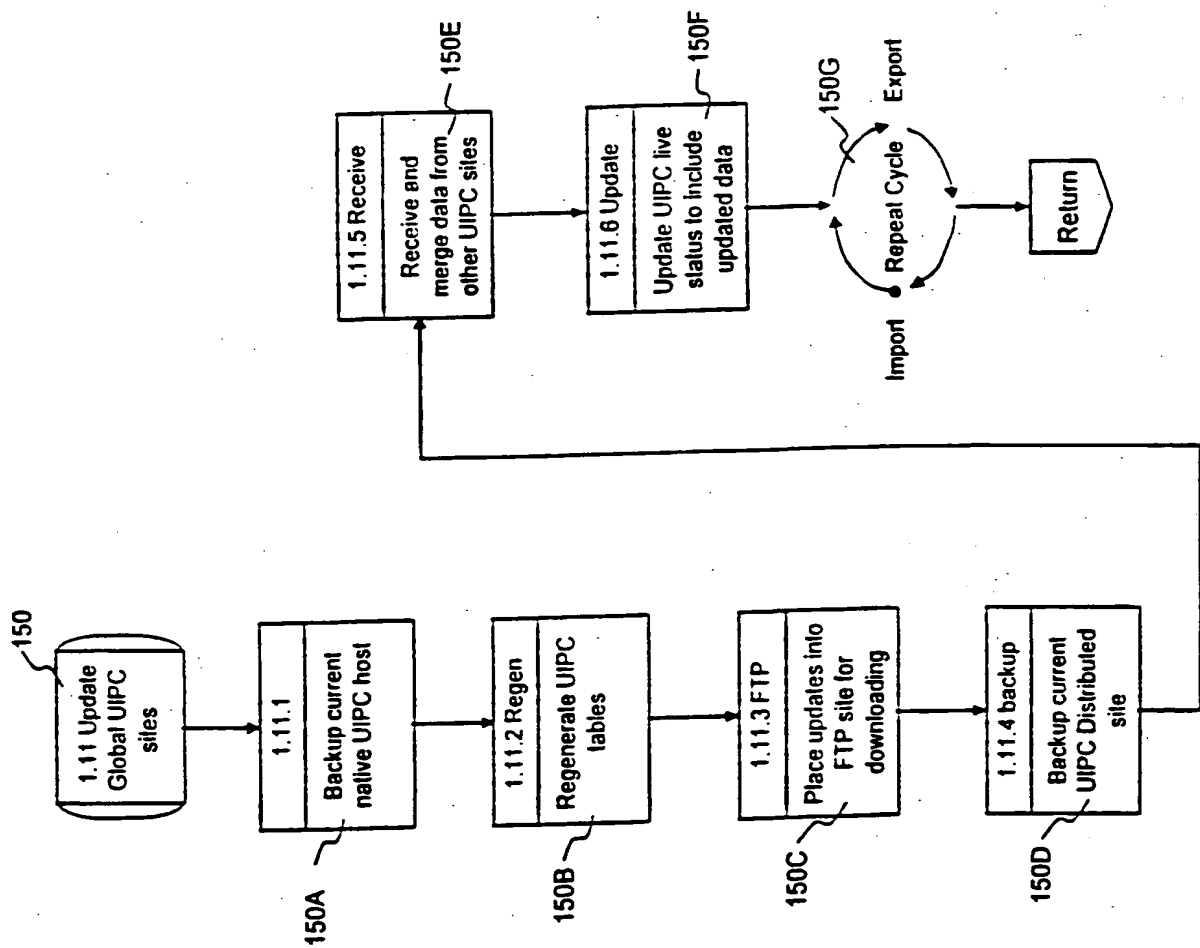 150
1.11 Update
Global UIPC
sites
1.11.1
Backup current
native UIPC host
150A
1.11.2 Regen
Regenerate UIPC
tables
150B
1.11.3 FTP
Place updates into
FTP site for
downloading
150C
1.11.4 backup
Backup current
UIPC Distributed
site
150D
1.11.5 Receive
Receive and
merge data from
other UIPC sites
150E
1.11.6 Update
Update UIPC live
status to include
updated data
150F
150G
Import
Repeat Cycle
Export
Return